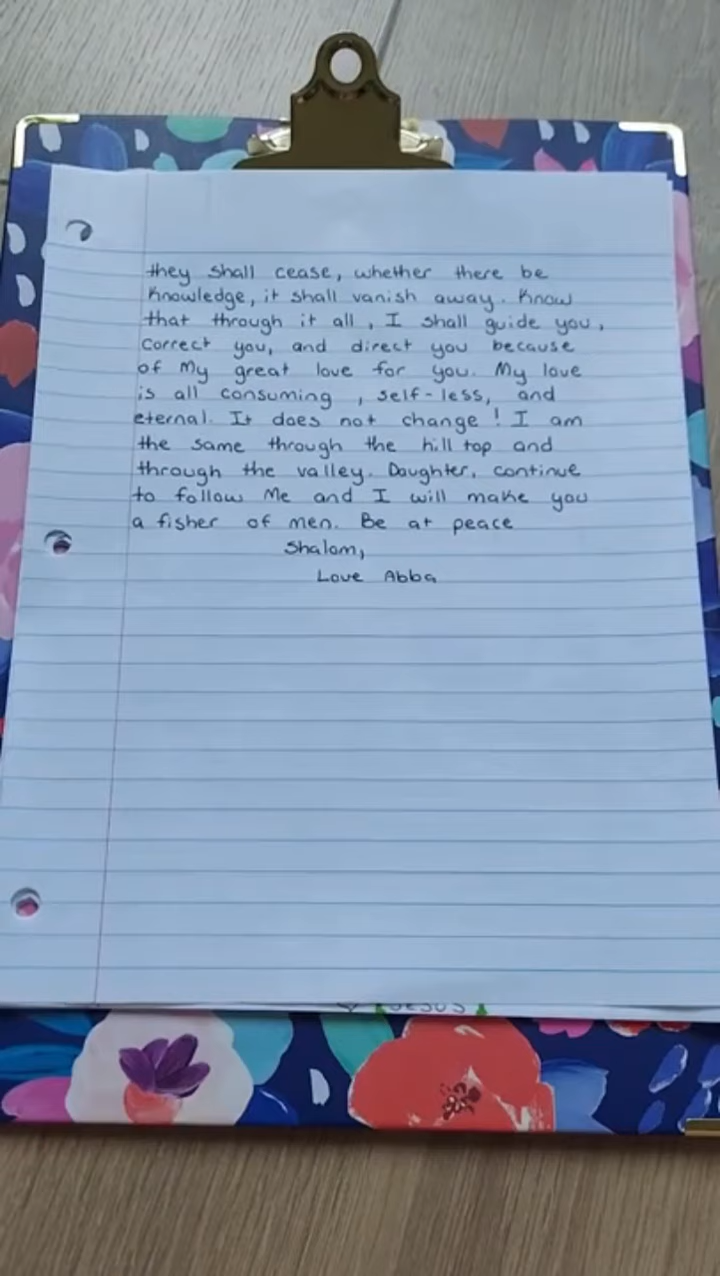 they shall cease, whether there be
knowledge, it shall vanish away. Know
that through it all, I shall guide you,
correct you, and direct you because
of My great love for you. My love
is all consuming, self-less, and
eternal. It does not change! I am
the same through the hill top and
through the valley. Daughter, continue
to follow Me and I will make you
a fisher of men. Be at peace
Shalom,
Love Abba
JESUS